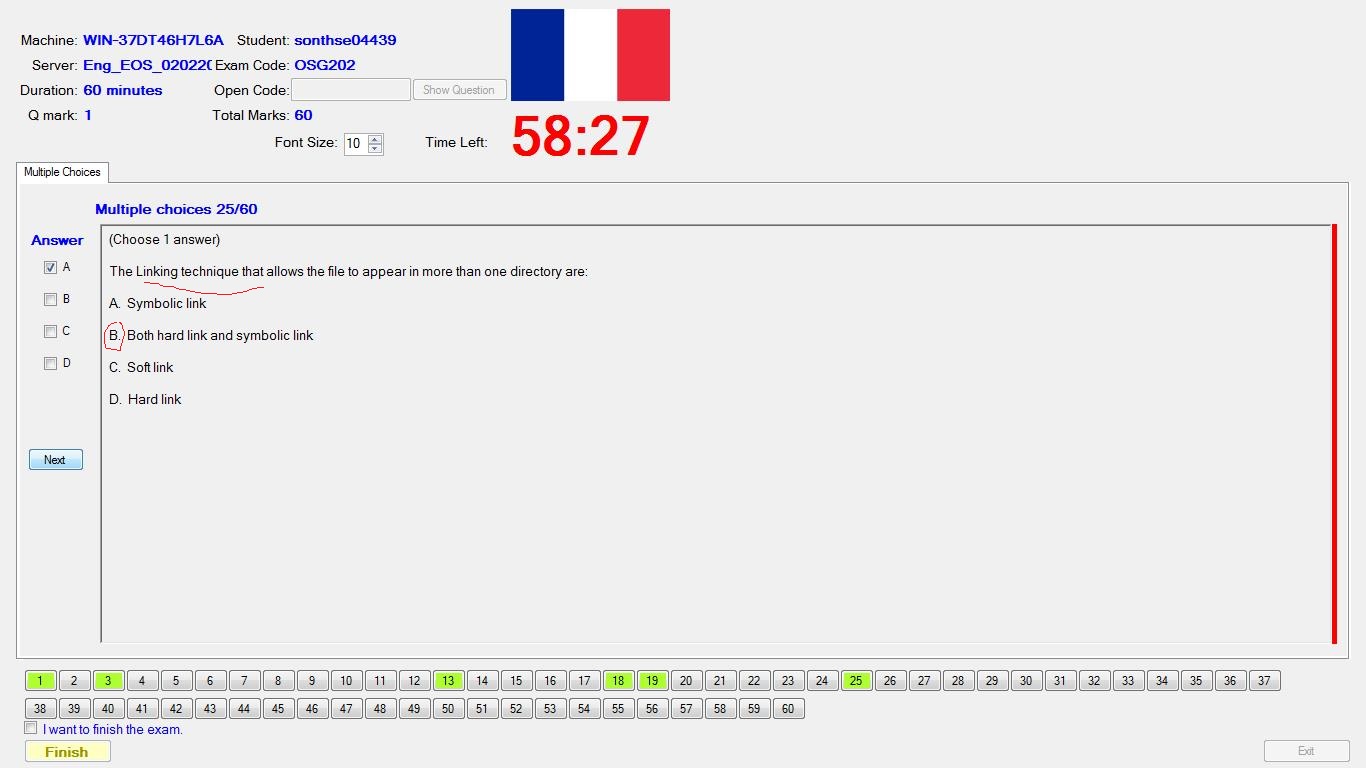 Machine: WIN-37DT46H7L6A Student: sonthse04439
Server: Eng_EOS_020220 Exam Code: OSG202
Duration: 60 minutes Open Code: Show Question
Q mark: 1 Total Marks: 60
Font Size: 10 Time Left: 58:27
Multiple Choices
Multiple choices 25/60
Answer
(Choose 1 answer)
A
The Linking technique that allows the file to appear in more than one directory are:
B
A. Symbolic link
C
B. Both hard link and symbolic link
D
C. Soft link
D. Hard link
Next
1 2 3 4 5 6 7 8 9 10 11 12 13 14 15 16 17 18 19 20 21 22 23 24 25 26 27 28 29 30 31 32 33 34 35 36 37
38 39 40 41 42 43 44 45 46 47 48 49 50 51 52 53 54 55 56 57 58 59 60
I want to finish the exam.
Finish Exit